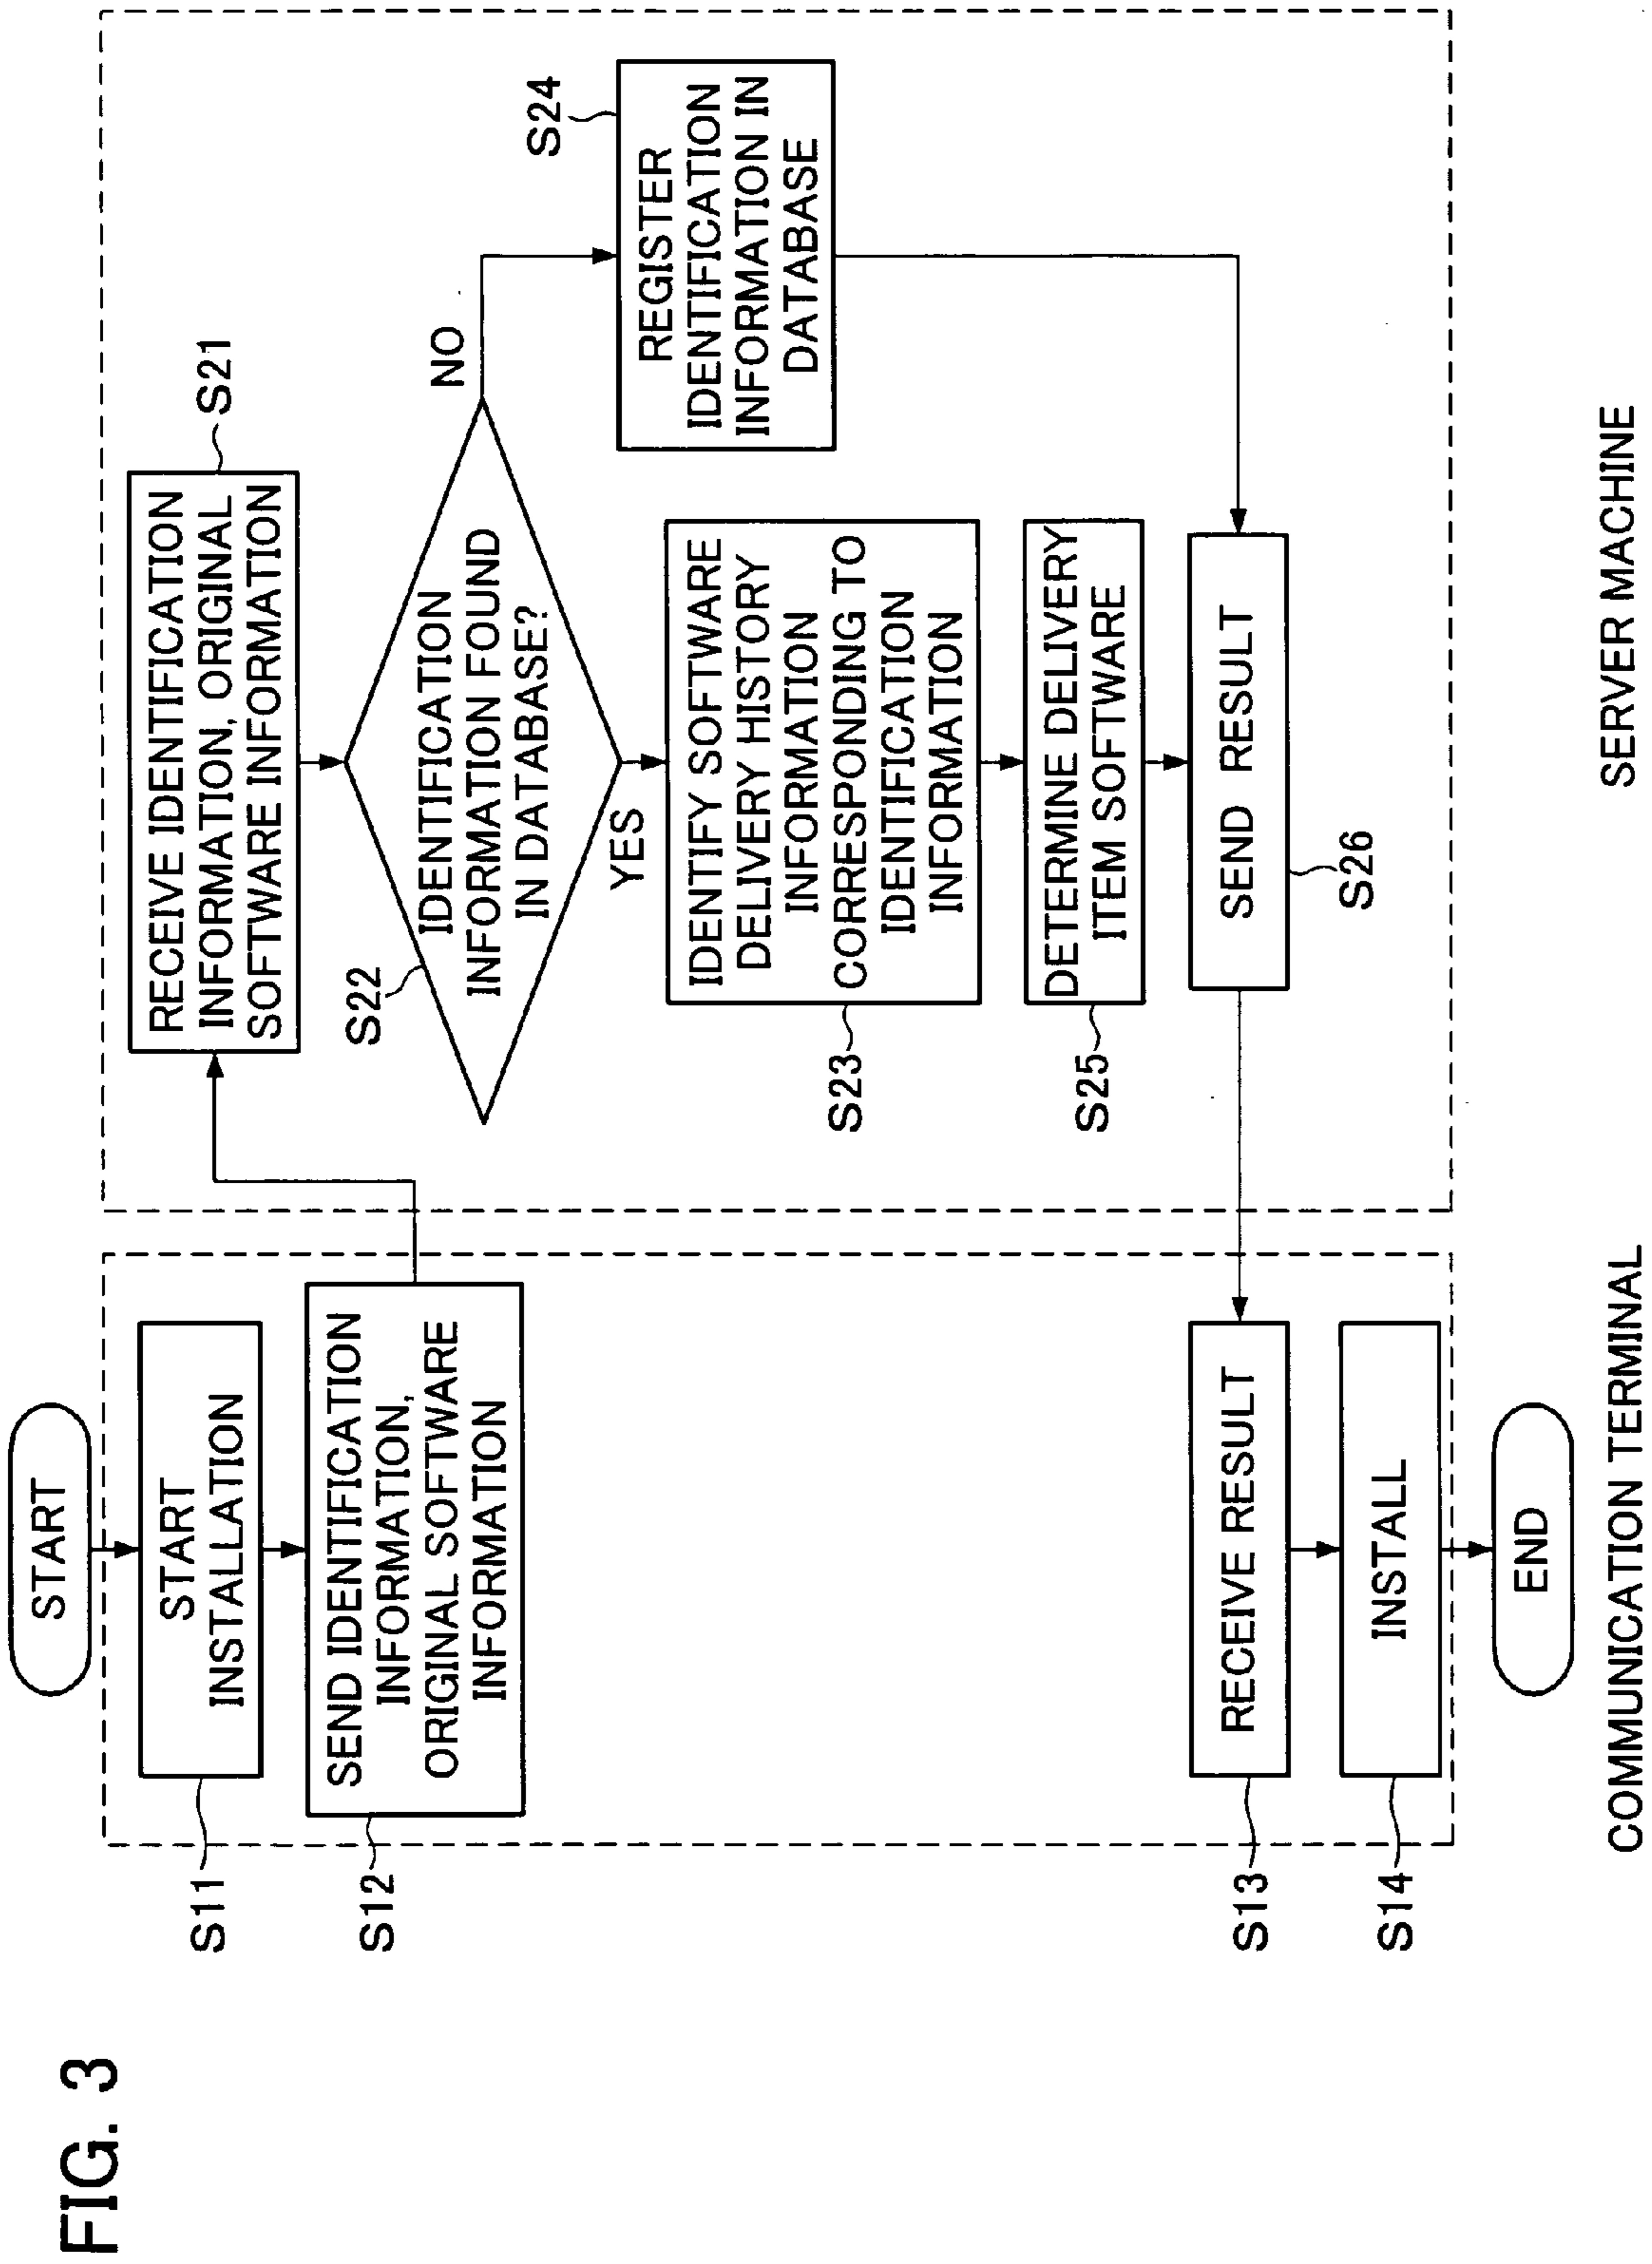 FIG. 3
START
S11
START
INSTALLATION
S12
SEND IDENTIFICATION
INFORMATION,
ORIGINAL SOFTWARE
INFORMATION
S13
RECEIVE RESULT
S14
INSTALL
END
COMMUNICATION TERMINAL
RECEIVE IDENTIFICATION
INFORMATION, ORIGINAL
SOFTWARE INFORMATION
S21
S22
IDENTIFICATION
INFORMATION FOUND
IN DATABASE?
NO
YES
S24
REGISTER
IDENTIFICATION
INFORMATION IN
DATABASE
S23
IDENTIFY SOFTWARE
DELIVERY HISTORY
INFORMATION
CORRESPONDING TO
IDENTIFICATION
INFORMATION
S25
DETERMINE DELIVERY
ITEM SOFTWARE
SEND RESULT
S26
SERVER MACHINE